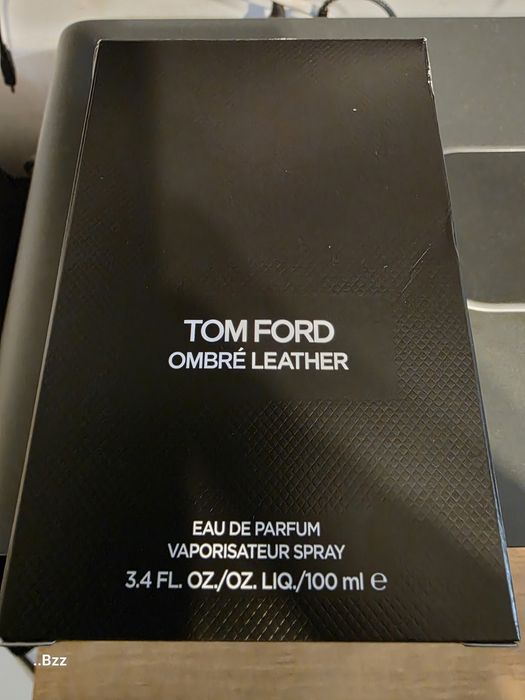 TOM FORD
OMBRÉ LEATHER
EAU DE PARFUM
VAPORISATEUR SPRAY
3.4 FL. OZ./OZ. LIQ./100 ml ℮
..Bzz